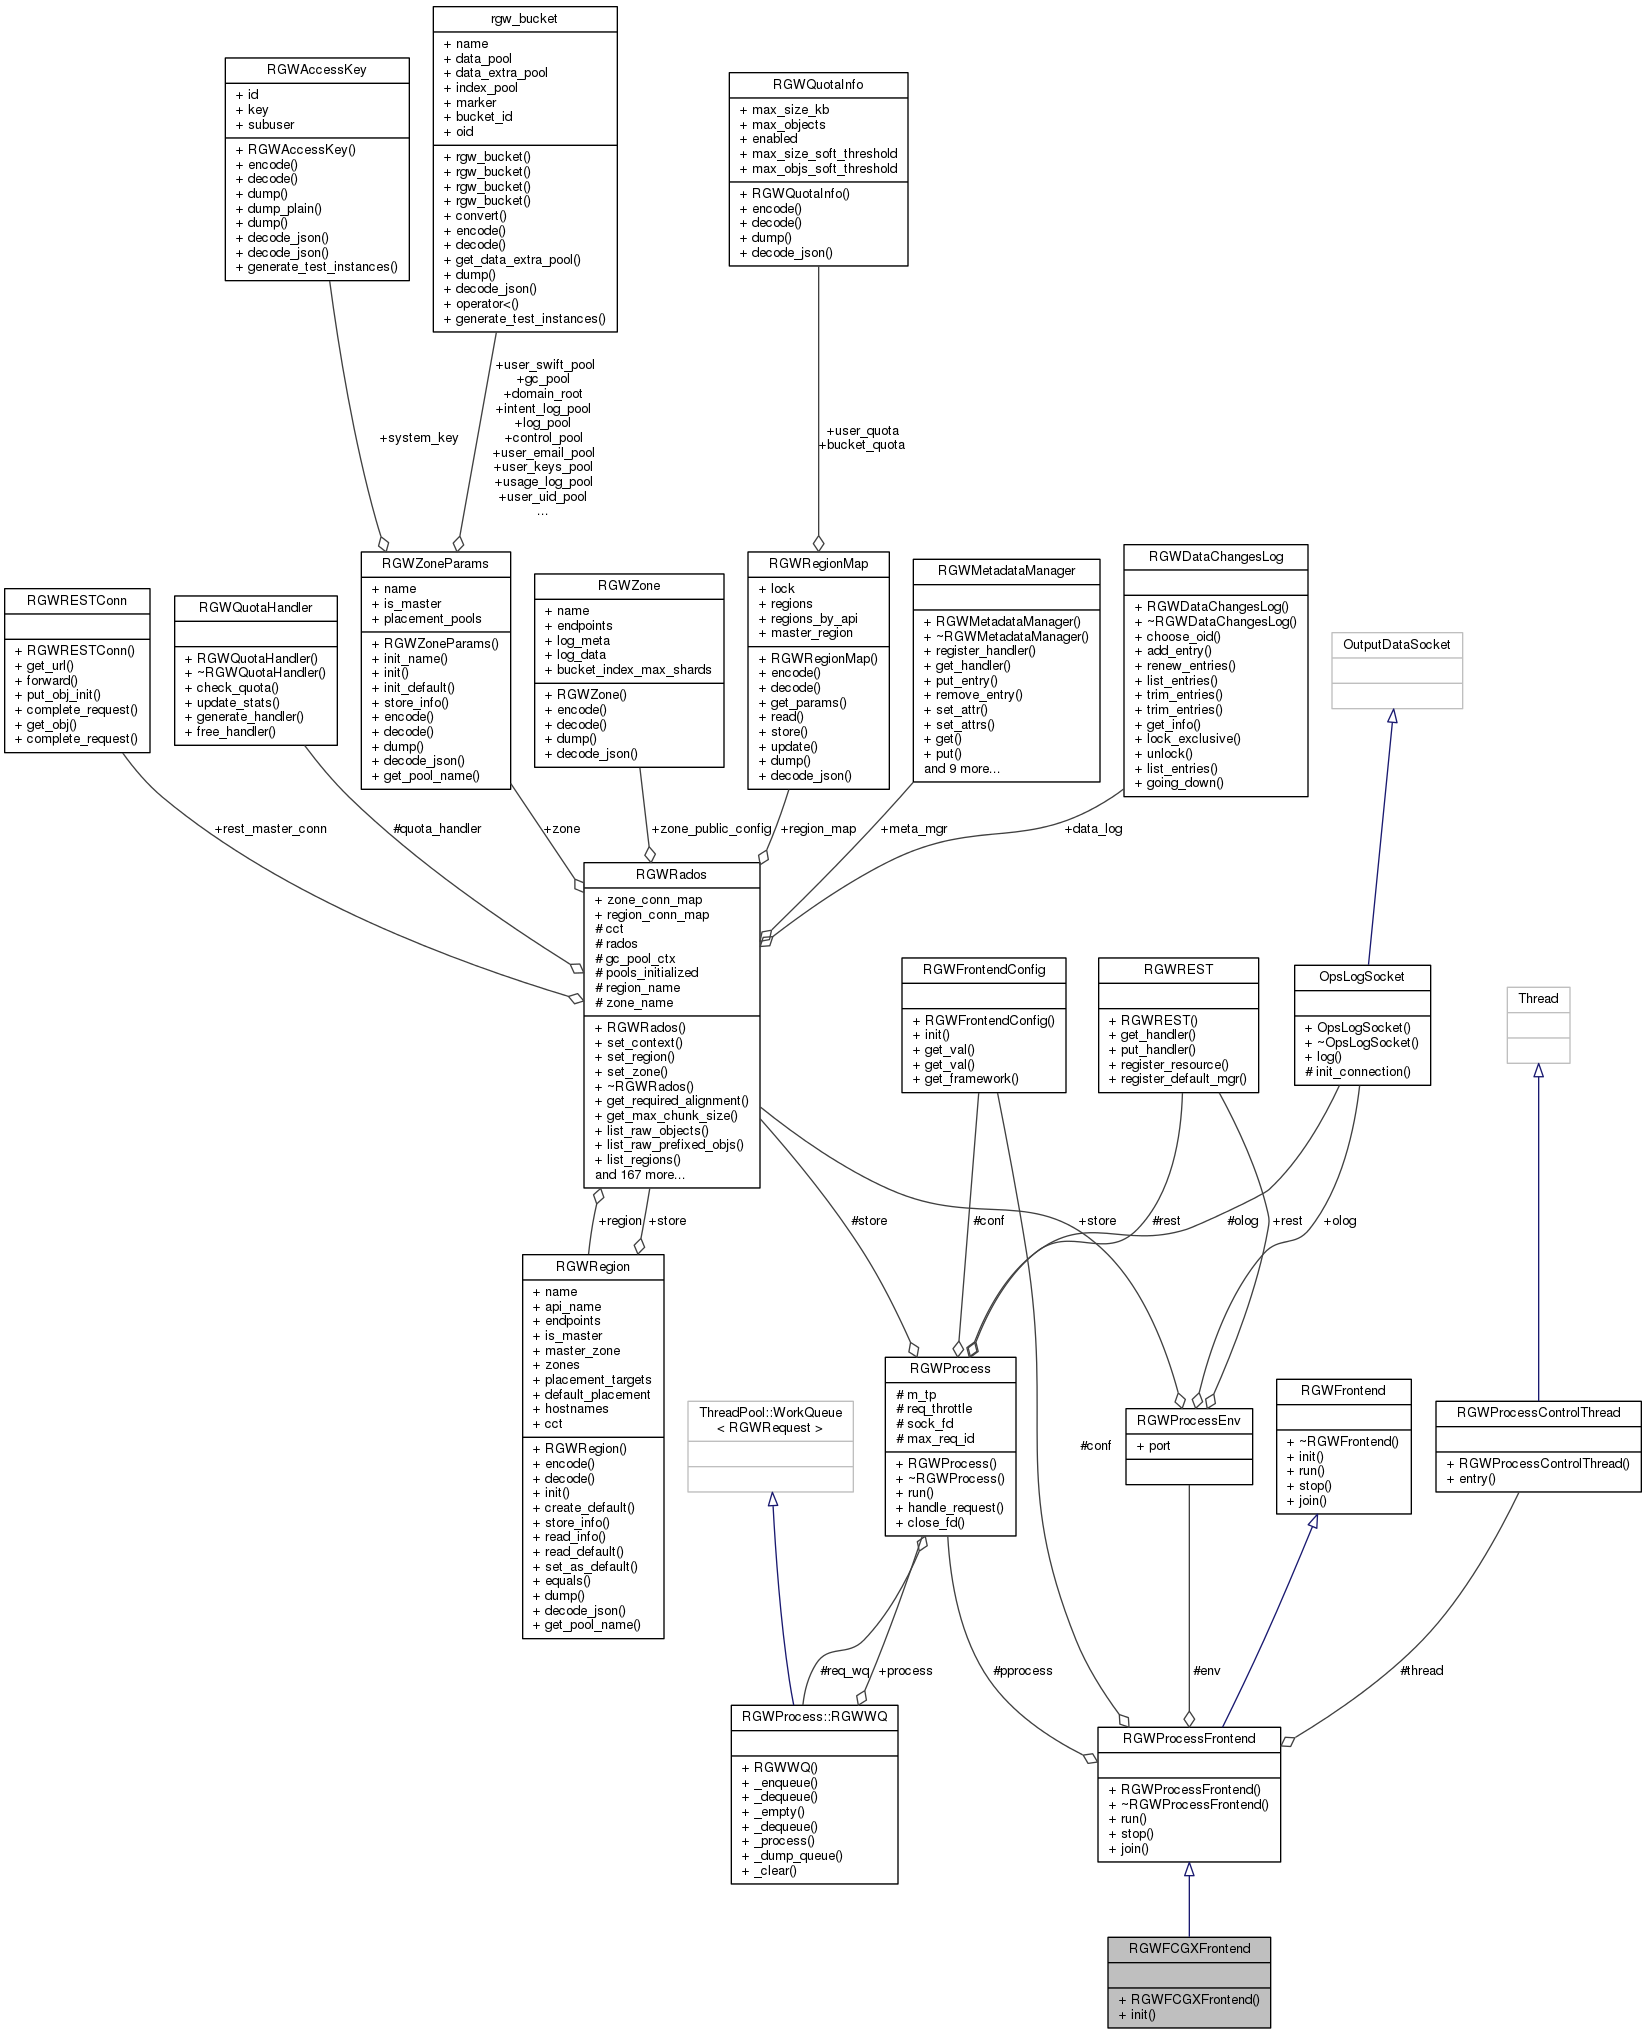 rgw_bucket
+ name
+ data_pool
+ data_extra_pool
+ index_pool
+ marker
+ bucket_id
+ oid
+ rgw_bucket()
+ rgw_bucket()
+ rgw_bucket()
+ rgw_bucket()
+ convert()
+ encode()
+ decode()
+ get_data_extra_pool()
+ dump()
+ decode_json()
+ operator<()
+ generate_test_instances()
RGWAccessKey
+ id
+ key
+ subuser
+ RGWAccessKey()
+ encode()
+ decode()
+ dump()
+ dump_plain()
+ dump()
+ decode_json()
+ decode_json()
+ generate_test_instances()
RGWQuotaInfo
+ max_size_kb
+ max_objects
+ enabled
+ max_size_soft_threshold
+ max_objs_soft_threshold
+ RGWQuotaInfo()
+ encode()
+ decode()
+ dump()
+ decode_json()
+system_key
+user_swift_pool
+gc_pool
+domain_root
+intent_log_pool
+log_pool
+control_pool
+user_email_pool
+user_keys_pool
+usage_log_pool
+user_uid_pool
...
+user_quota
+bucket_quota
RGWRESTConn
+ RGWRESTConn()
+ get_url()
+ forward()
+ put_obj_init()
+ complete_request()
+ get_obj()
+ complete_request()
RGWQuotaHandler
+ RGWQuotaHandler()
+ ~RGWQuotaHandler()
+ check_quota()
+ update_stats()
+ generate_handler()
+ free_handler()
RGWZoneParams
+ name
+ is_master
+ placement_pools
+ RGWZoneParams()
+ init_name()
+ init()
+ init_default()
+ store_info()
+ encode()
+ decode()
+ dump()
+ decode_json()
+ get_pool_name()
RGWZone
+ name
+ endpoints
+ log_meta
+ log_data
+ bucket_index_max_shards
+ RGWZone()
+ encode()
+ decode()
+ dump()
+ decode_json()
RGWRegionMap
+ lock
+ regions
+ regions_by_api
+ master_region
+ RGWRegionMap()
+ encode()
+ decode()
+ get_params()
+ read()
+ store()
+ update()
+ dump()
+ decode_json()
RGWMetadataManager
+ RGWMetadataManager()
+ ~RGWMetadataManager()
+ register_handler()
+ get_handler()
+ put_entry()
+ remove_entry()
+ set_attr()
+ set_attrs()
+ get()
+ put()
and 9 more...
RGWDataChangesLog
+ RGWDataChangesLog()
+ ~RGWDataChangesLog()
+ choose_oid()
+ add_entry()
+ renew_entries()
+ list_entries()
+ trim_entries()
+ trim_entries()
+ get_info()
+ lock_exclusive()
+ unlock()
+ list_entries()
+ going_down()
OutputDataSocket
+rest_master_conn
#quota_handler
+zone
+zone_public_config
+region_map
+meta_mgr
+data_log
RGWRados
+ zone_conn_map
+ region_conn_map
# cct
# rados
# gc_pool_ctx
# pools_initialized
# region_name
# zone_name
+ RGWRados()
+ set_context()
+ set_region()
+ set_zone()
+ ~RGWRados()
+ get_required_alignment()
+ get_max_chunk_size()
+ list_raw_objects()
+ list_raw_prefixed_objs()
+ list_regions()
and 167 more...
RGWFrontendConfig
+ RGWFrontendConfig()
+ init()
+ get_val()
+ get_val()
+ get_framework()
RGWREST
+ RGWREST()
+ get_handler()
+ put_handler()
+ register_resource()
+ register_default_mgr()
OpsLogSocket
+ OpsLogSocket()
+ ~OpsLogSocket()
+ log()
# init_connection()
Thread
+region
+store
#store
#conf
+store
#rest
#olog
+rest
+olog
RGWRegion
+ name
+ api_name
+ endpoints
+ is_master
+ master_zone
+ zones
+ placement_targets
+ default_placement
+ hostnames
+ cct
+ RGWRegion()
+ encode()
+ decode()
+ init()
+ create_default()
+ store_info()
+ read_info()
+ read_default()
+ set_as_default()
+ equals()
+ dump()
+ decode_json()
+ get_pool_name()
ThreadPool::WorkQueue
< RGWRequest >
RGWProcess
# m_tp
# req_throttle
# sock_fd
# max_req_id
+ RGWProcess()
+ ~RGWProcess()
+ run()
+ handle_request()
+ close_fd()
#conf
RGWProcessEnv
+ port
RGWFrontend
+ ~RGWFrontend()
+ init()
+ run()
+ stop()
+ join()
RGWProcessControlThread
+ RGWProcessControlThread()
+ entry()
#req_wq
+process
#pprocess
#env
#thread
RGWProcess::RGWWQ
+ RGWWQ()
+ _enqueue()
+ _dequeue()
+ _empty()
+ _dequeue()
+ _process()
+ _dump_queue()
+ _clear()
RGWProcessFrontend
+ RGWProcessFrontend()
+ ~RGWProcessFrontend()
+ run()
+ stop()
+ join()
RGWFCGXFrontend
+ RGWFCGXFrontend()
+ init()